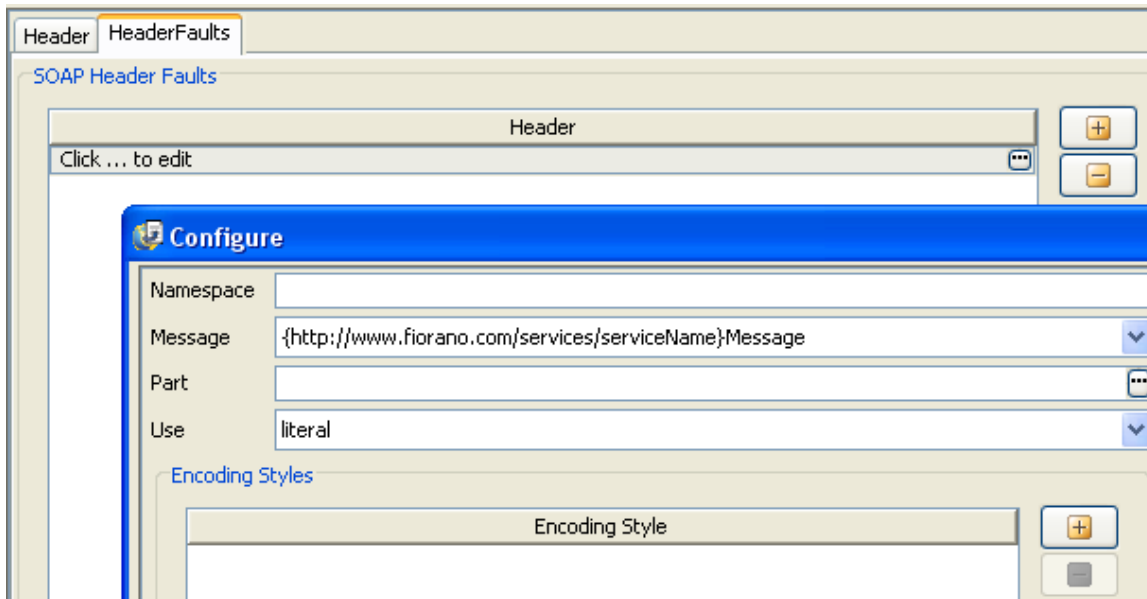 Header HeaderFaults
SOAP Header Faults
Header
Click ... to edit
Configure
Namespace
Message {http://www.fiorano.com/services/serviceName}Message
Part
Use literal
Encoding Styles
Encoding Style